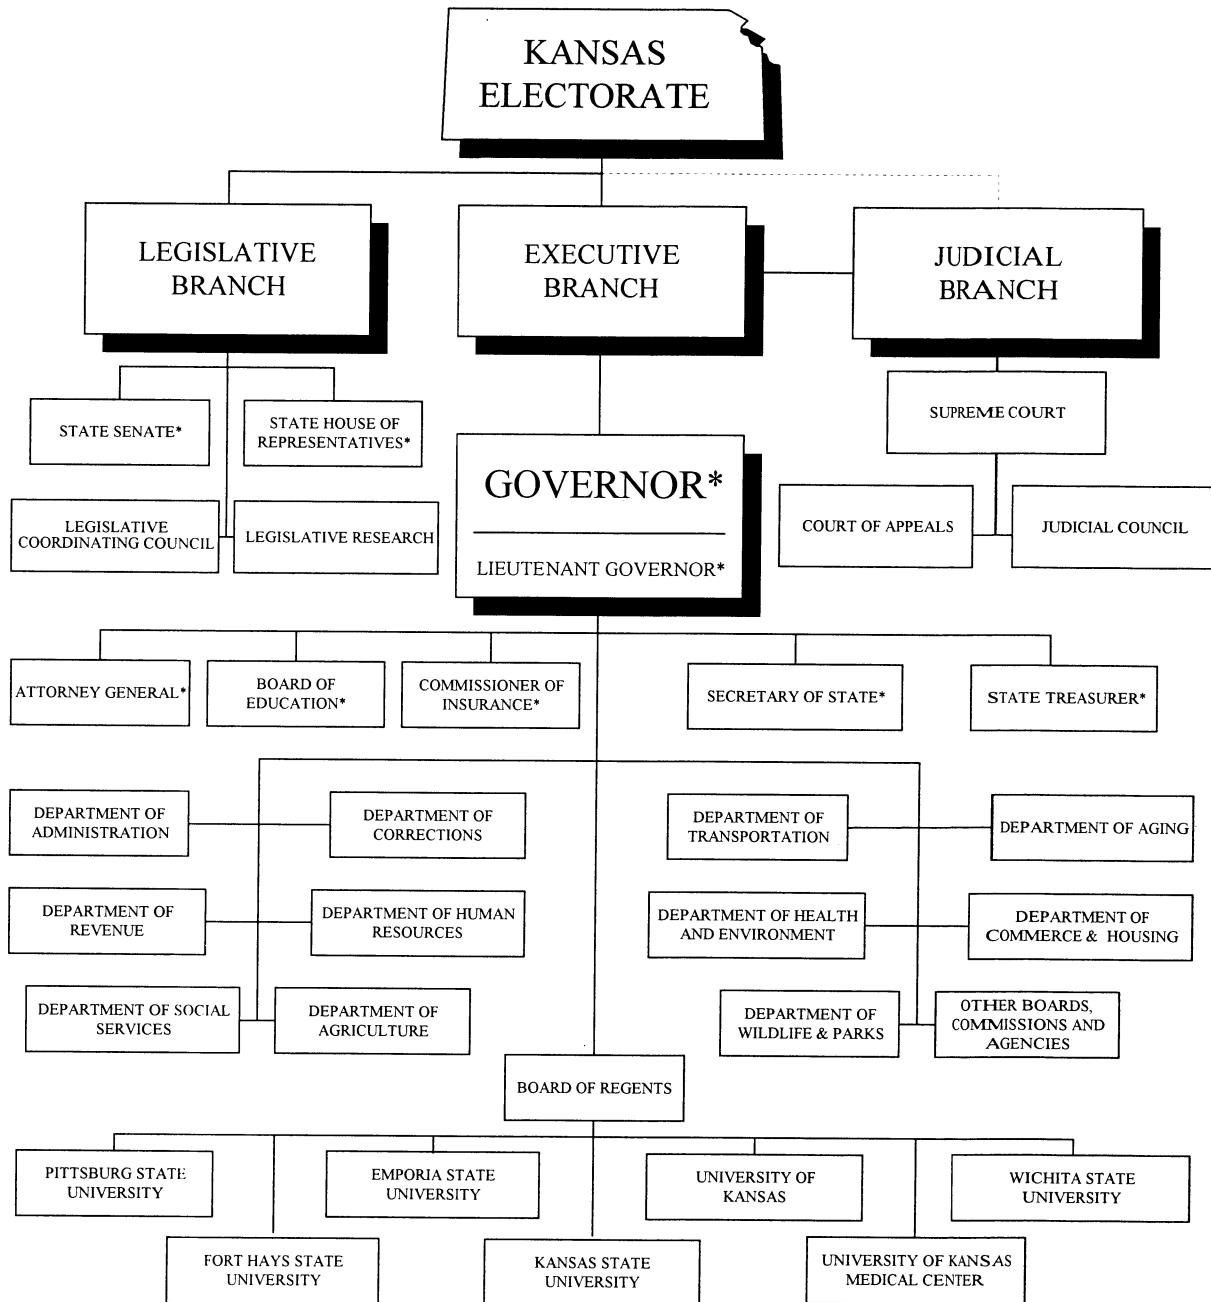 KANSAS
ELECTORATE
LEGISLATIVE
BRANCH
EXECUTIVE
BRANCH
JUDICIAL
BRANCH
STATE SENATE*
STATE HOUSE OF
REPRESENTATIVES*
SUPREME COURT
LEGISLATIVE
COORDINATING COUNCIL
LEGISLATIVE RESEARCH
GOVERNOR*
LIEUTENANT GOVERNOR*
COURT OF APPEALS
JUDICIAL COUNCIL
ATTORNEY GENERAL*
BOARD OF
EDUCATION*
COMMISSIONER OF
INSURANCE*
SECRETARY OF STATE*
STATE TREASURER*
DEPARTMENT OF
ADMINISTRATION
DEPARTMENT OF
CORRECTIONS
DEPARTMENT OF
TRANSPORTATION
DEPARTMENT OF AGING
DEPARTMENT OF
REVENUE
DEPARTMENT OF HUMAN
RESOURCES
DEPARTMENT OF HEALTH
AND ENVIRONMENT
DEPARTMENT OF
COMMERCE & HOUSING
DEPARTMENT OF SOCIAL
SERVICES
DEPARTMENT OF
AGRICULTURE
DEPARTMENT OF
WILDLIFE & PARKS
OTHER BOARDS,
COMMISSIONS AND
AGENCIES
BOARD OF REGENTS
PITTSBURG STATE
UNIVERSITY
EMPORIA STATE
UNIVERSITY
UNIVERSITY OF
KANSAS
WICHITA STATE
UNIVERSITY
FORT HAYS STATE
UNIVERSITY
KANSAS STATE
UNIVERSITY
UNIVERSITY OF KANSAS
MEDICAL CENTER